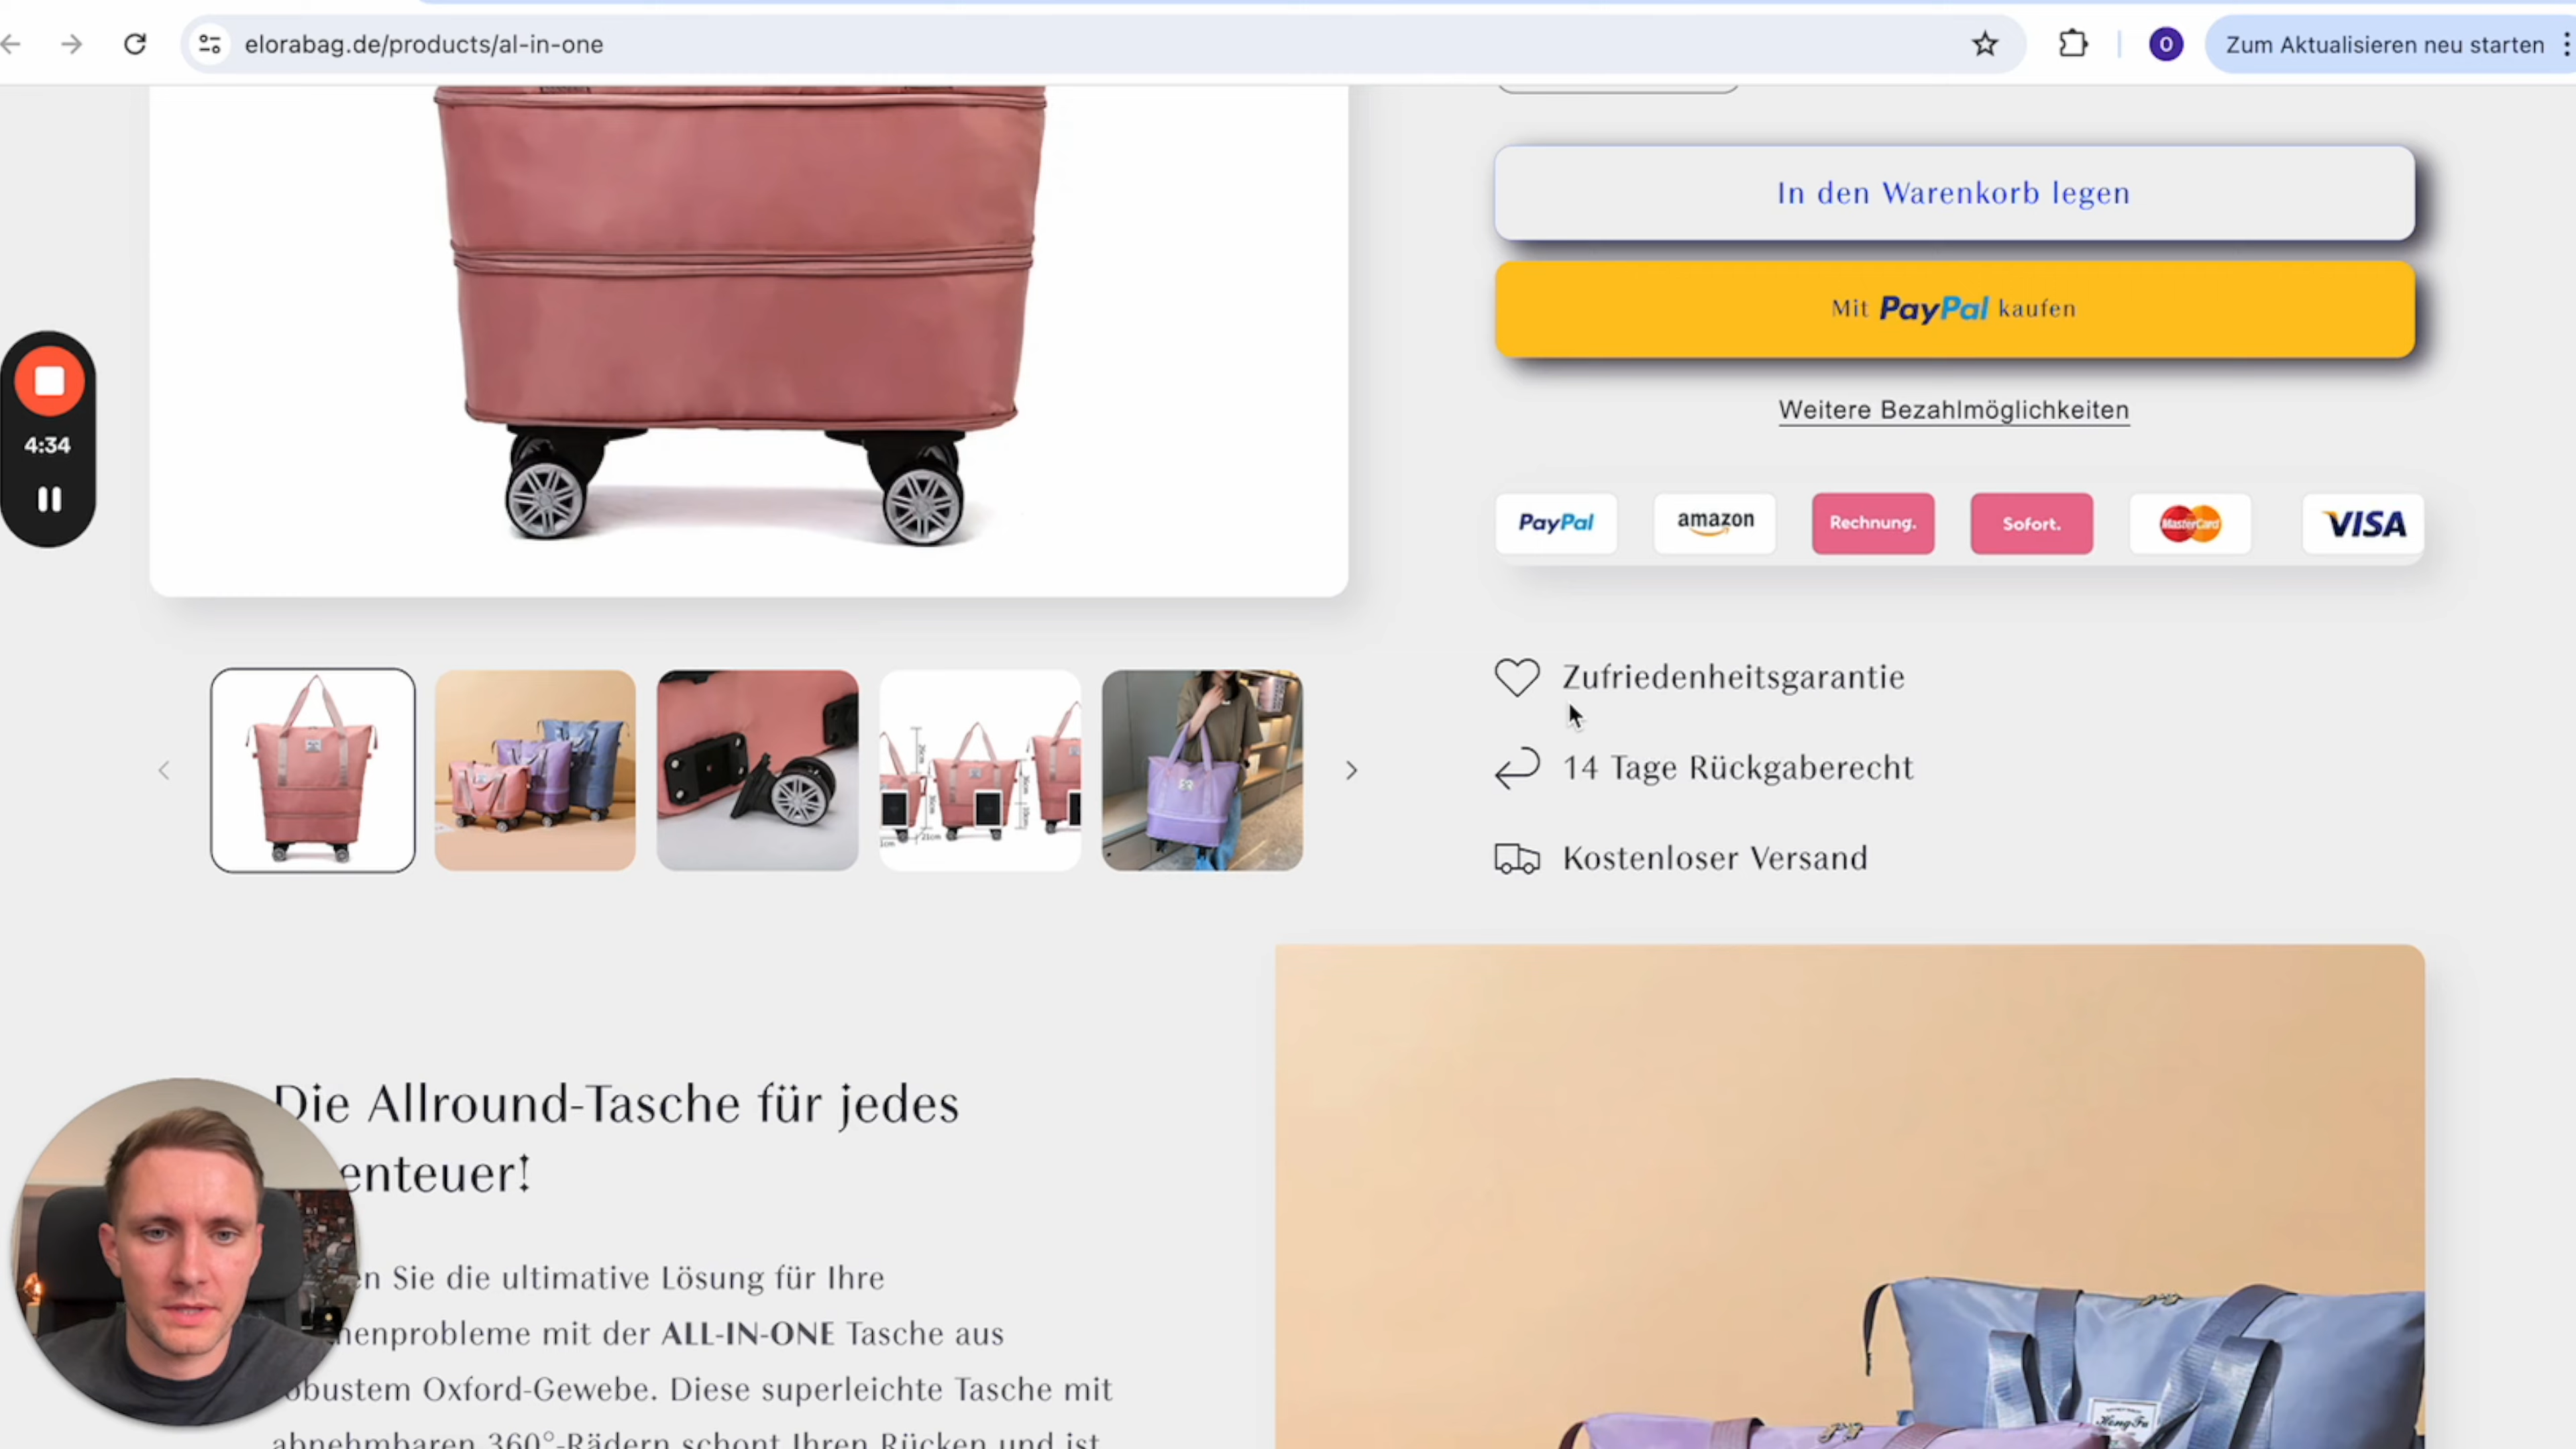 elorabag.de/products/al-in-one
O
Zum Aktualisieren neu starten
In den Warenkorb legen
Mit PayPal kaufen
Weitere Bezahlmöglichkeiten
4:34
PayPal
amazon
Rechnung.
Sofort.
MasterCard
VISA
Zufriedenheitsgarantie
14 Tage Rückgaberecht
Kostenloser Versand
Die Allround-Tasche für jedes
enteuer!
en Sie die ultimative Lösung für Ihre
henprobleme mit der ALL-IN-ONE Tasche aus
obustem Oxford-Gewebe. Diese superleichte Tasche mit
abnehmbaren 360°-Rädern schont Ihren Rücken und ist
HongFu